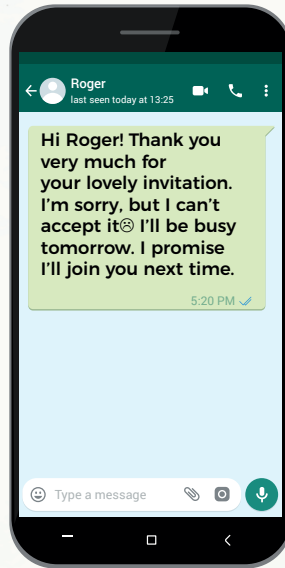 Roger
last seen today at 13:25
Hi Roger! Thank you
very much for
your lovely invitation.
I'm sorry, but I can't
accept it☹ I'll be busy
tomorrow. I promise
I'll join you next time.
5:20 PM
Type a message